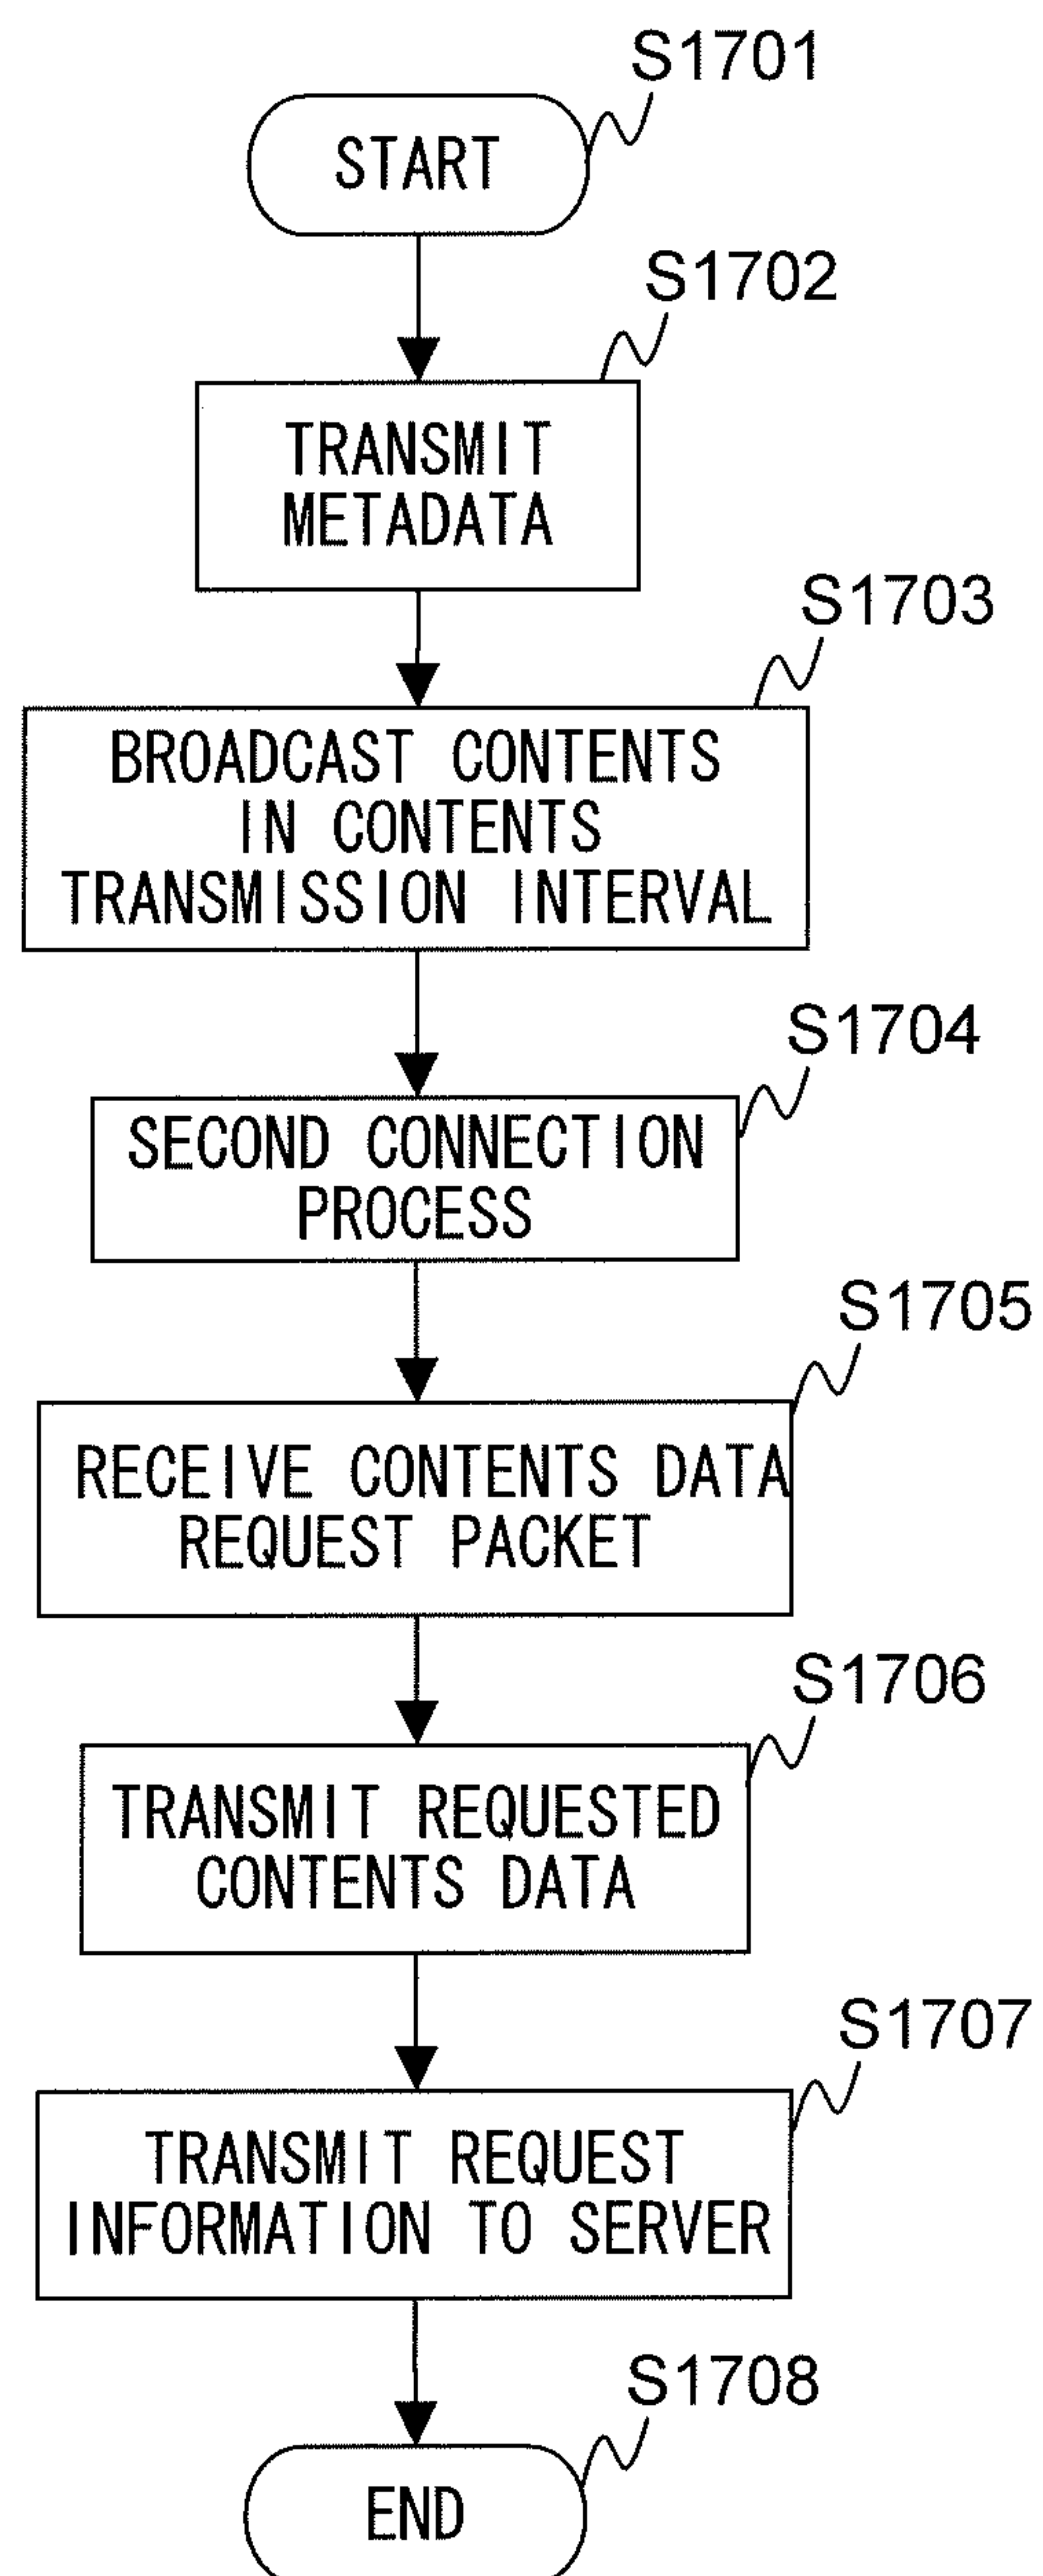 S1701
START
S1702
TRANSMIT
METADATA
S1703
BROADCAST CONTENTS
IN CONTENTS
TRANSMISSION INTERVAL
S1704
SECOND CONNECTION
PROCESS
S1705
RECEIVE CONTENTS DATA
REQUEST PACKET
S1706
TRANSMIT REQUESTED
CONTENTS DATA
S1707
TRANSMIT REQUEST
INFORMATION TO SERVER
S1708
END